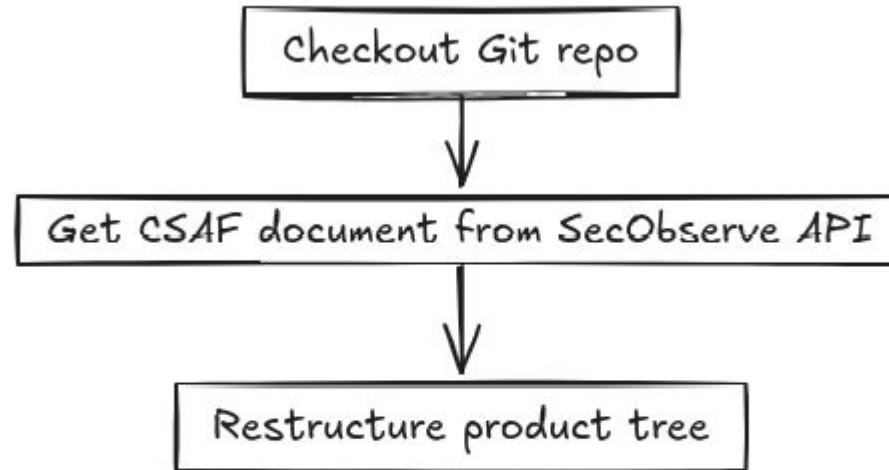 Checkout Git repo
Get CSAF document from SecObserve API
Restructure product tree